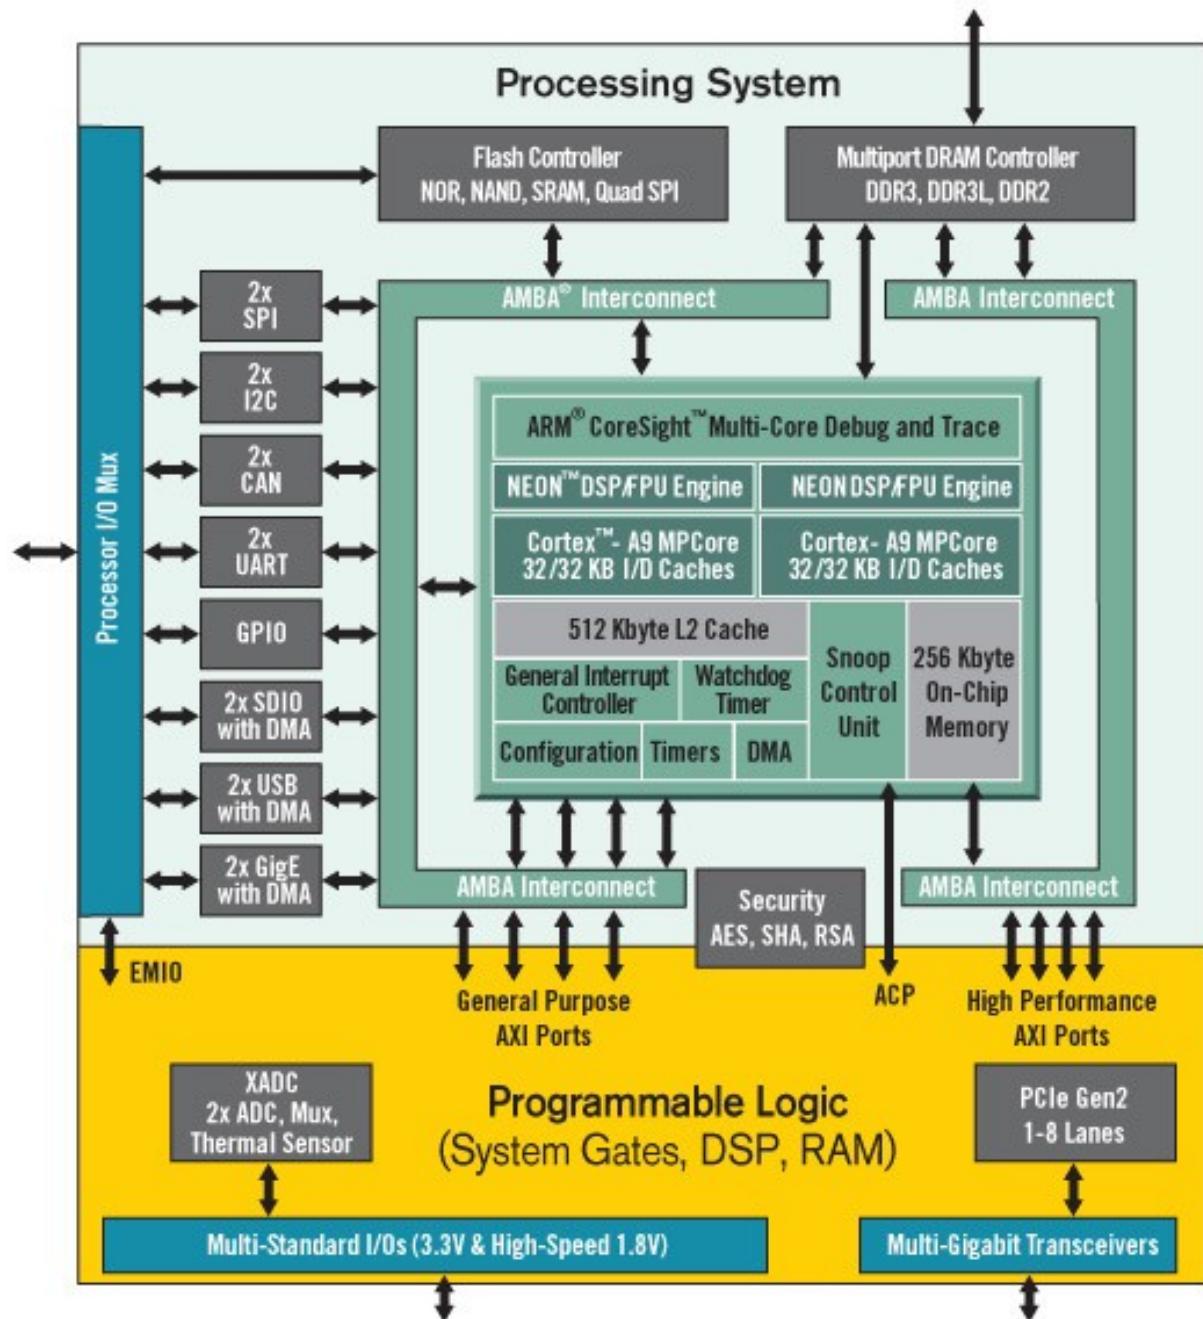 Processing System
Flash Controller
NOR, NAND, SRAM, Quad SPI
Multiport DRAM Controller
DDR3, DDR3L, DDR2
Processor I/O Mux
2x
SPI
2x
I2C
2x
CAN
2x
UART
GPIO
2x SDIO
with DMA
2x USB
with DMA
2x GigE
with DMA
AMBA® Interconnect
AMBA Interconnect
ARM® CoreSight™ Multi-Core Debug and Trace
NEON™ DSP/FPU Engine
NEON DSP/FPU Engine
Cortex™- A9 MPCore
32/32 KB I/D Caches
Cortex- A9 MPCore
32/32 KB I/D Caches
512 Kbyte L2 Cache
General Interrupt
Controller
Watchdog
Timer
Configuration
Timers
DMA
Snoop
Control
Unit
256 Kbyte
On-Chip
Memory
AMBA Interconnect
Security
AES, SHA, RSA
AMBA Interconnect
EMIO
General Purpose
AXI Ports
ACP
High Performance
AXI Ports
XADC
2x ADC, Mux,
Thermal Sensor
Programmable Logic
(System Gates, DSP, RAM)
PCIe Gen2
1-8 Lanes
Multi-Standard I/Os (3.3V & High-Speed 1.8V)
Multi-Gigabit Transceivers